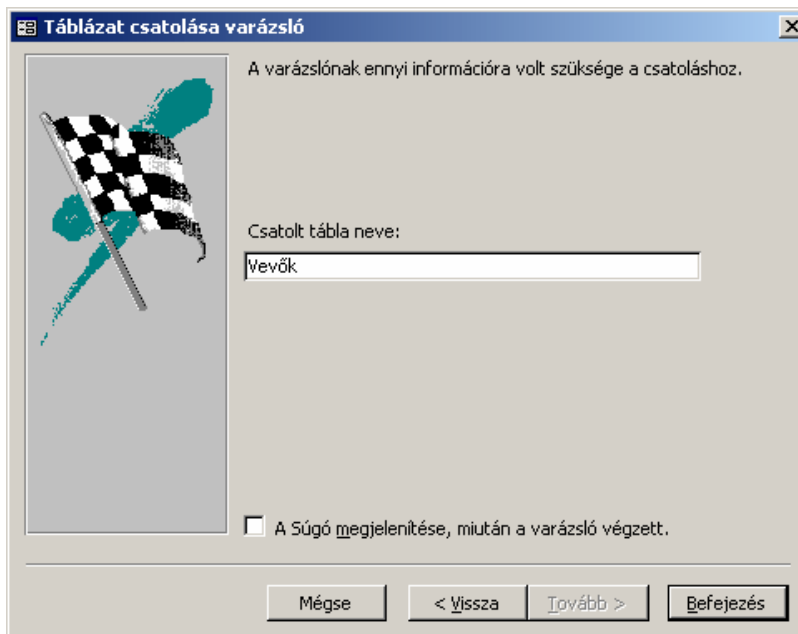 Táblázat csatolása varázsló
A varázslónak ennyi információra volt szüksége a csatoláshoz.
Csatolt tábla neve:
Vevők
A Súgó megjelenítése, miután a varázsló végzett.
Mégse
< Vissza
Tovább >
Befejezés